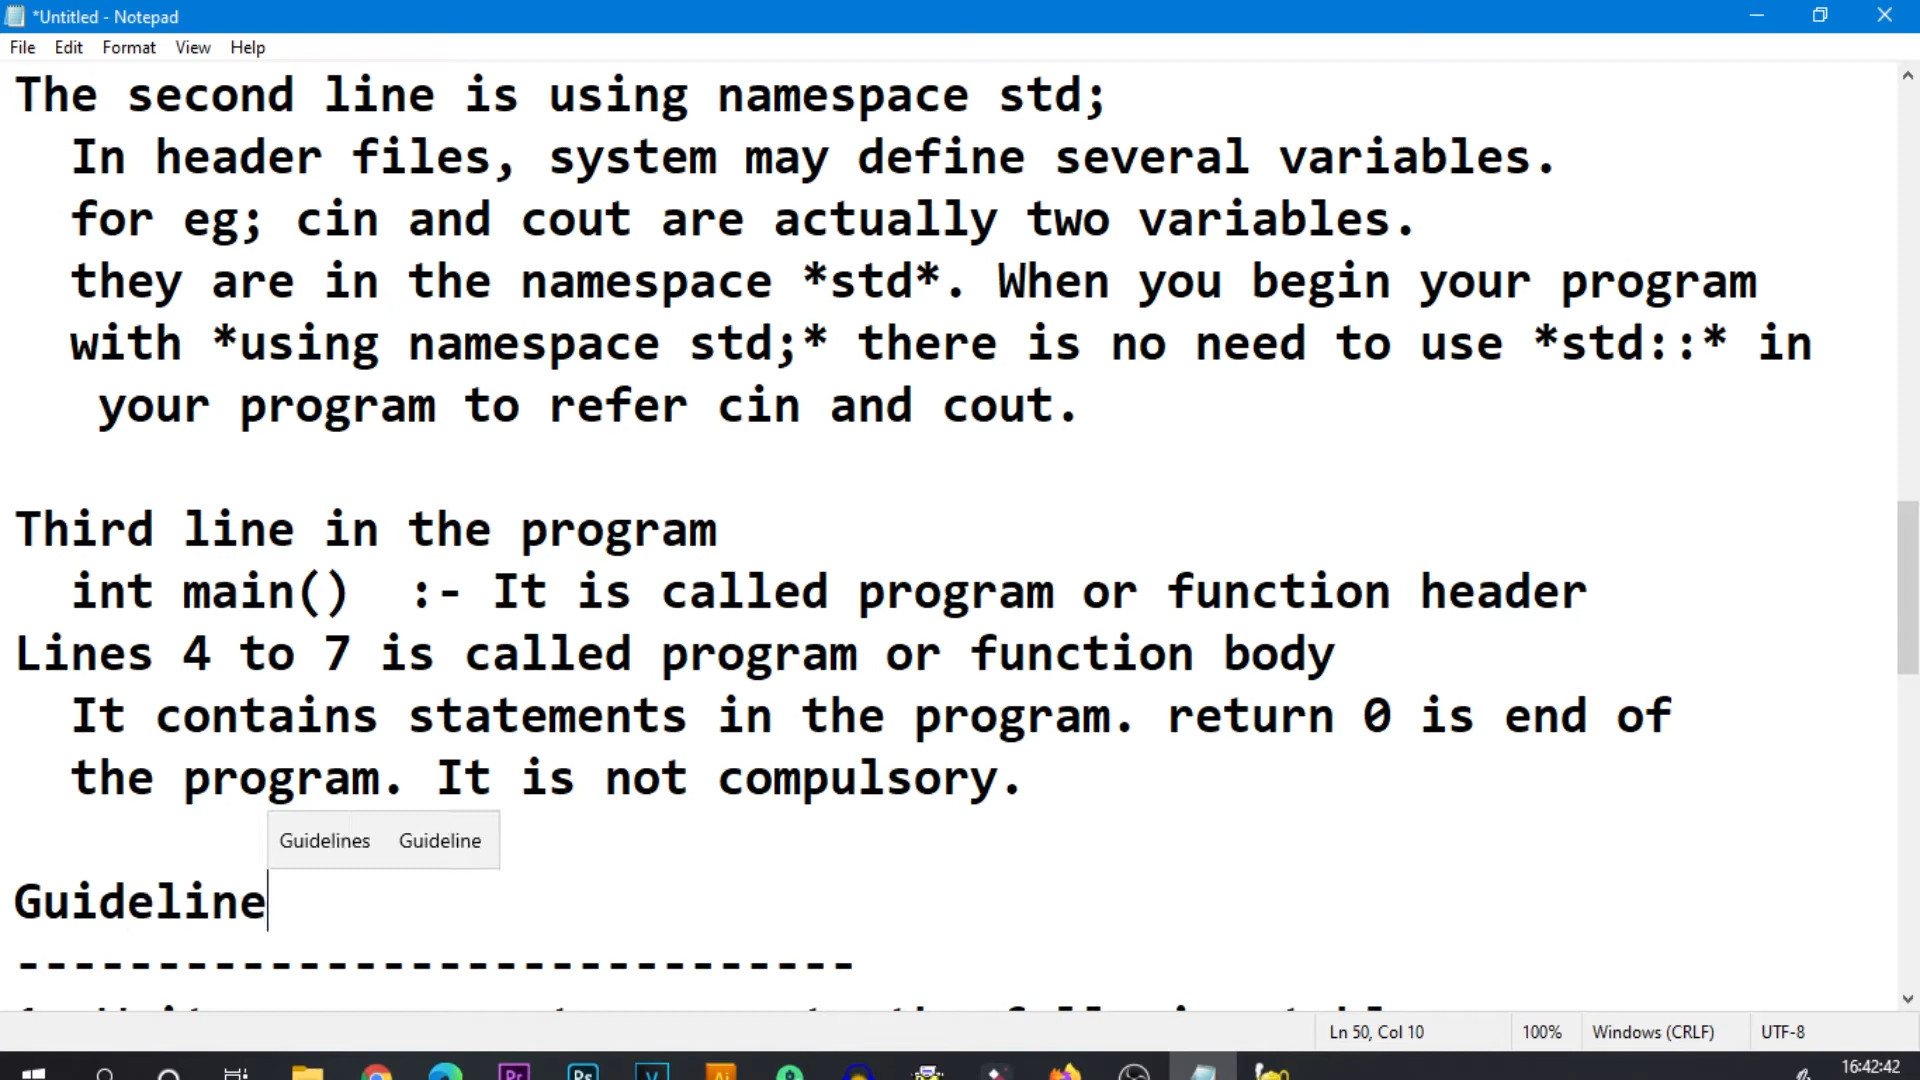 *Untitled - Notepad
File Edit Format View Help
The second line is using namespace std;
In header files, system may define several variables.
for eg; cin and cout are actually two variables.
they are in the namespace *std*. When you begin your program
with *using namespace std;* there is no need to use *std::* in
your program to refer cin and cout.
Third line in the program
int main()  :- It is called program or function header
Lines 4 to 7 is called program or function body
It contains statements in the program. return 0 is end of
the program. It is not compulsory.
Guidelines Guideline
Guideline
------------------------------
Ln 50, Col 10 100% Windows (CRLF) UTF-8
Pr Ps V Ai
16:42:42